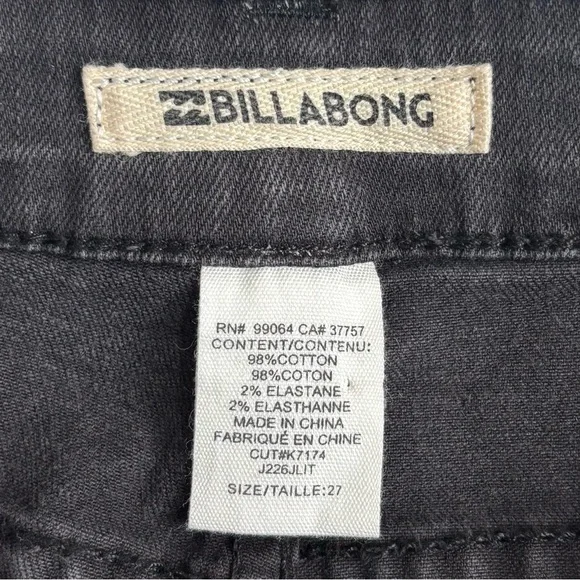 BILLABONG
RN# 99064 CA# 37757
CONTENT/CONTENU:
98%COTTON
98%COTON
2% ELASTANE
2% ELASTHANNE
MADE IN CHINA
FABRIQUÉ EN CHINE
CUT#K7174
J226JLIT
SIZE/TAILLE:27